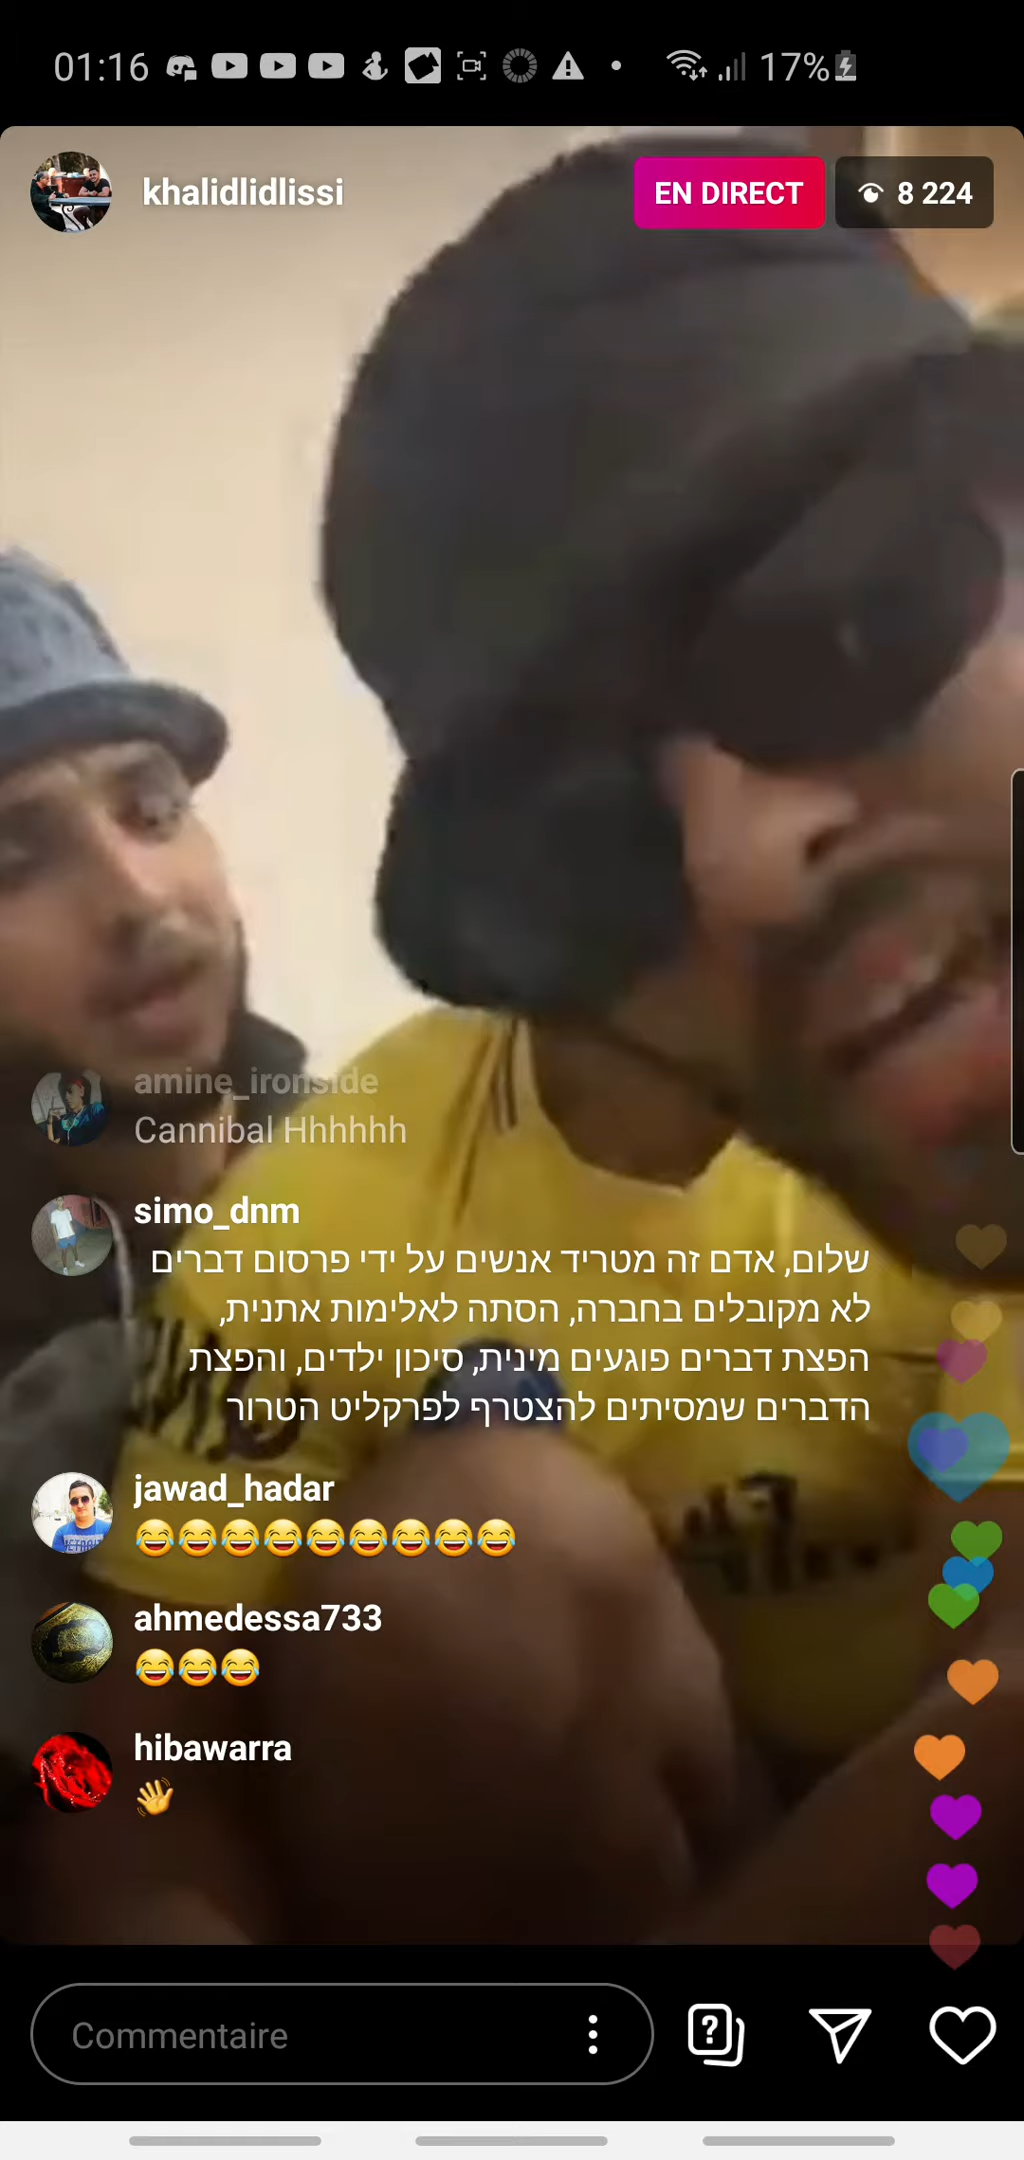 01:16
17%
khalidlidlissi
EN DIRECT
8 224
amine_ironside
Cannibal Hhhhhh
simo_dnm
שלום, אדם זה מטריד אנשים על ידי פרסום דברים
לא מקובלים בחברה, הסתה לאלימות אתנית,
הפצת דברים פוגעים מינית, סיכון ילדים, והפצת
הדברים שמסיתים להצטרף לפרקליט הטרור
jawad_hadar
😂😂😂😂😂😂😂😂😂
ahmedessa733
😂😂😂
hibawarra
👋
Commentaire